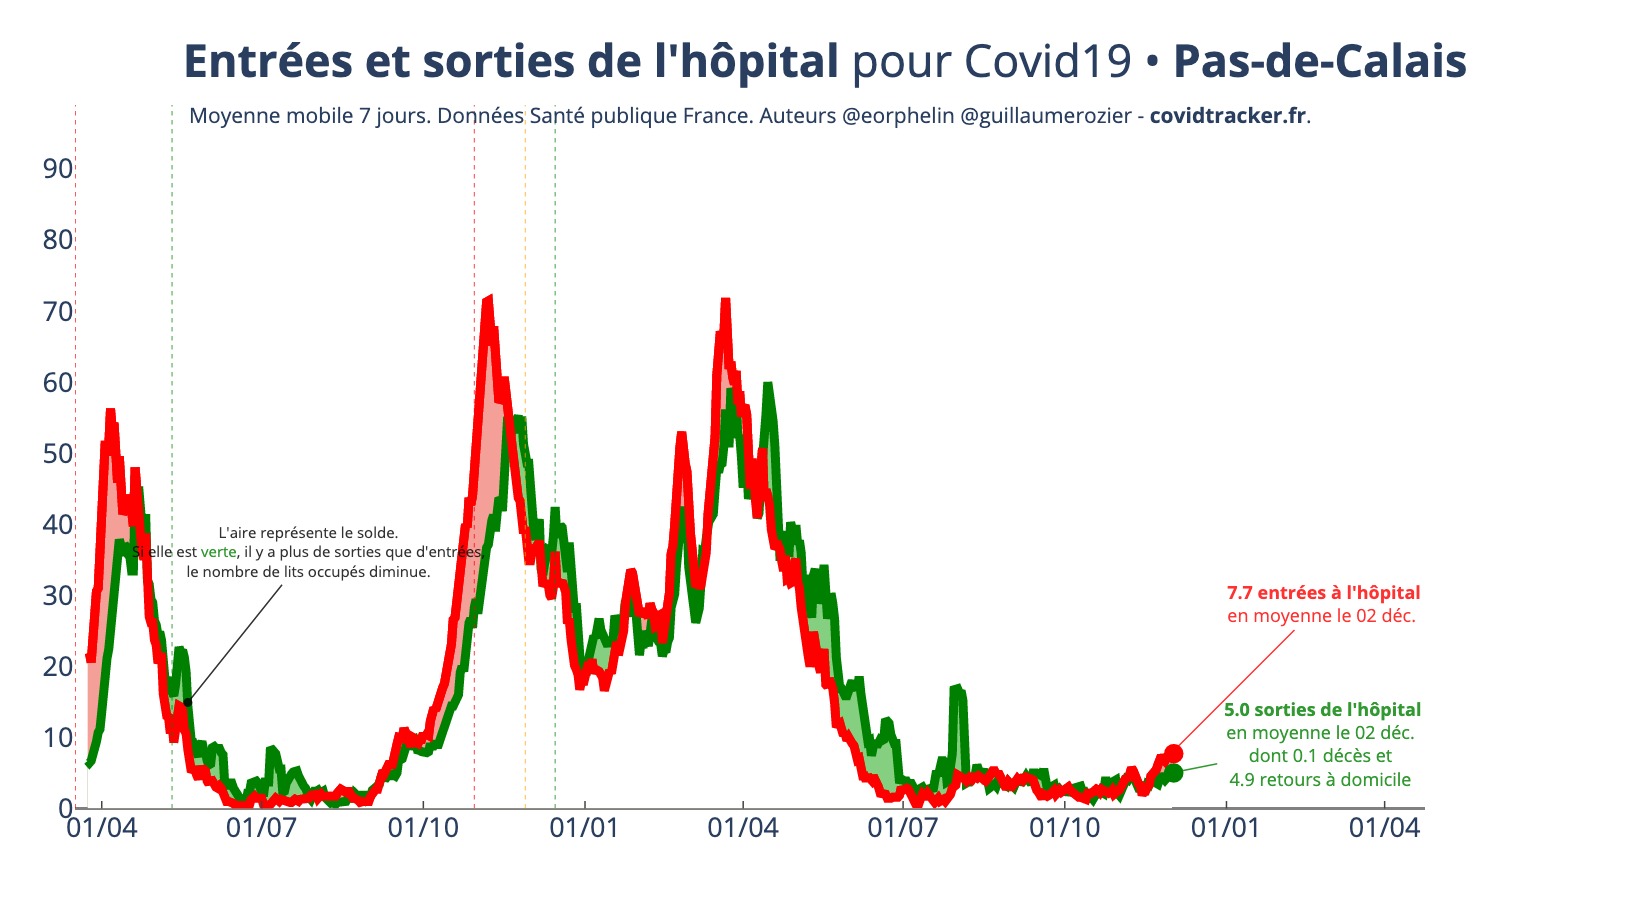 Entrées et sorties de l'hôpital pour Covid19 • Pas-de-Calais
Moyenne mobile 7 jours. Données Santé publique France. Auteurs @eorphelin @guillaumerozier - covidtracker.fr.
90
80
70
60
50
40
30
20
10
0
L'aire représente le solde.
Si elle est verte, il y a plus de sorties que d'entrées,
le nombre de lits occupés diminue.
7.7 entrées à l'hôpital
en moyenne le 02 déc.
5.0 sorties de l'hôpital
en moyenne le 02 déc.
dont 0.1 décès et
4.9 retours à domicile
01/04 01/07 01/10 01/01 01/04 01/07 01/10 01/01 01/04